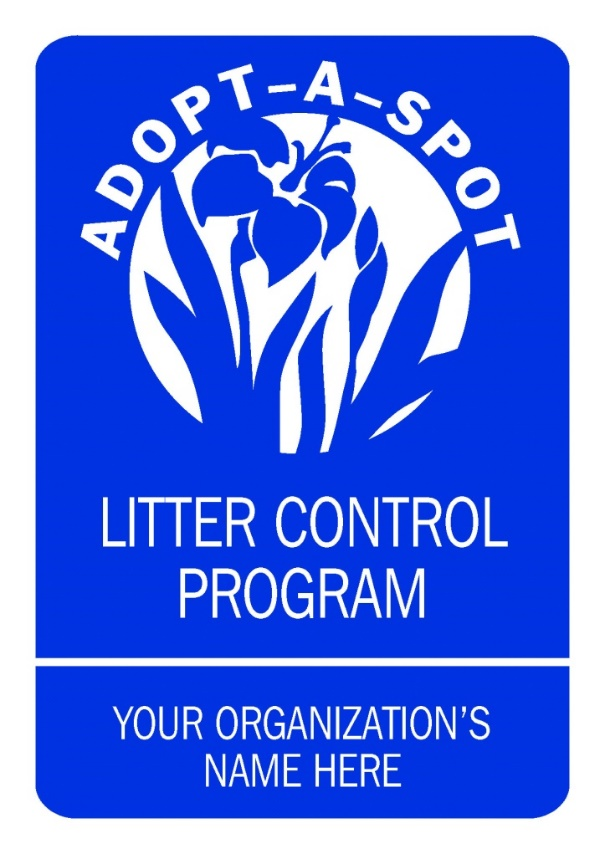 ADOPT–A–SPOT
LITTER CONTROL
PROGRAM
YOUR ORGANIZATION'S
NAME HERE